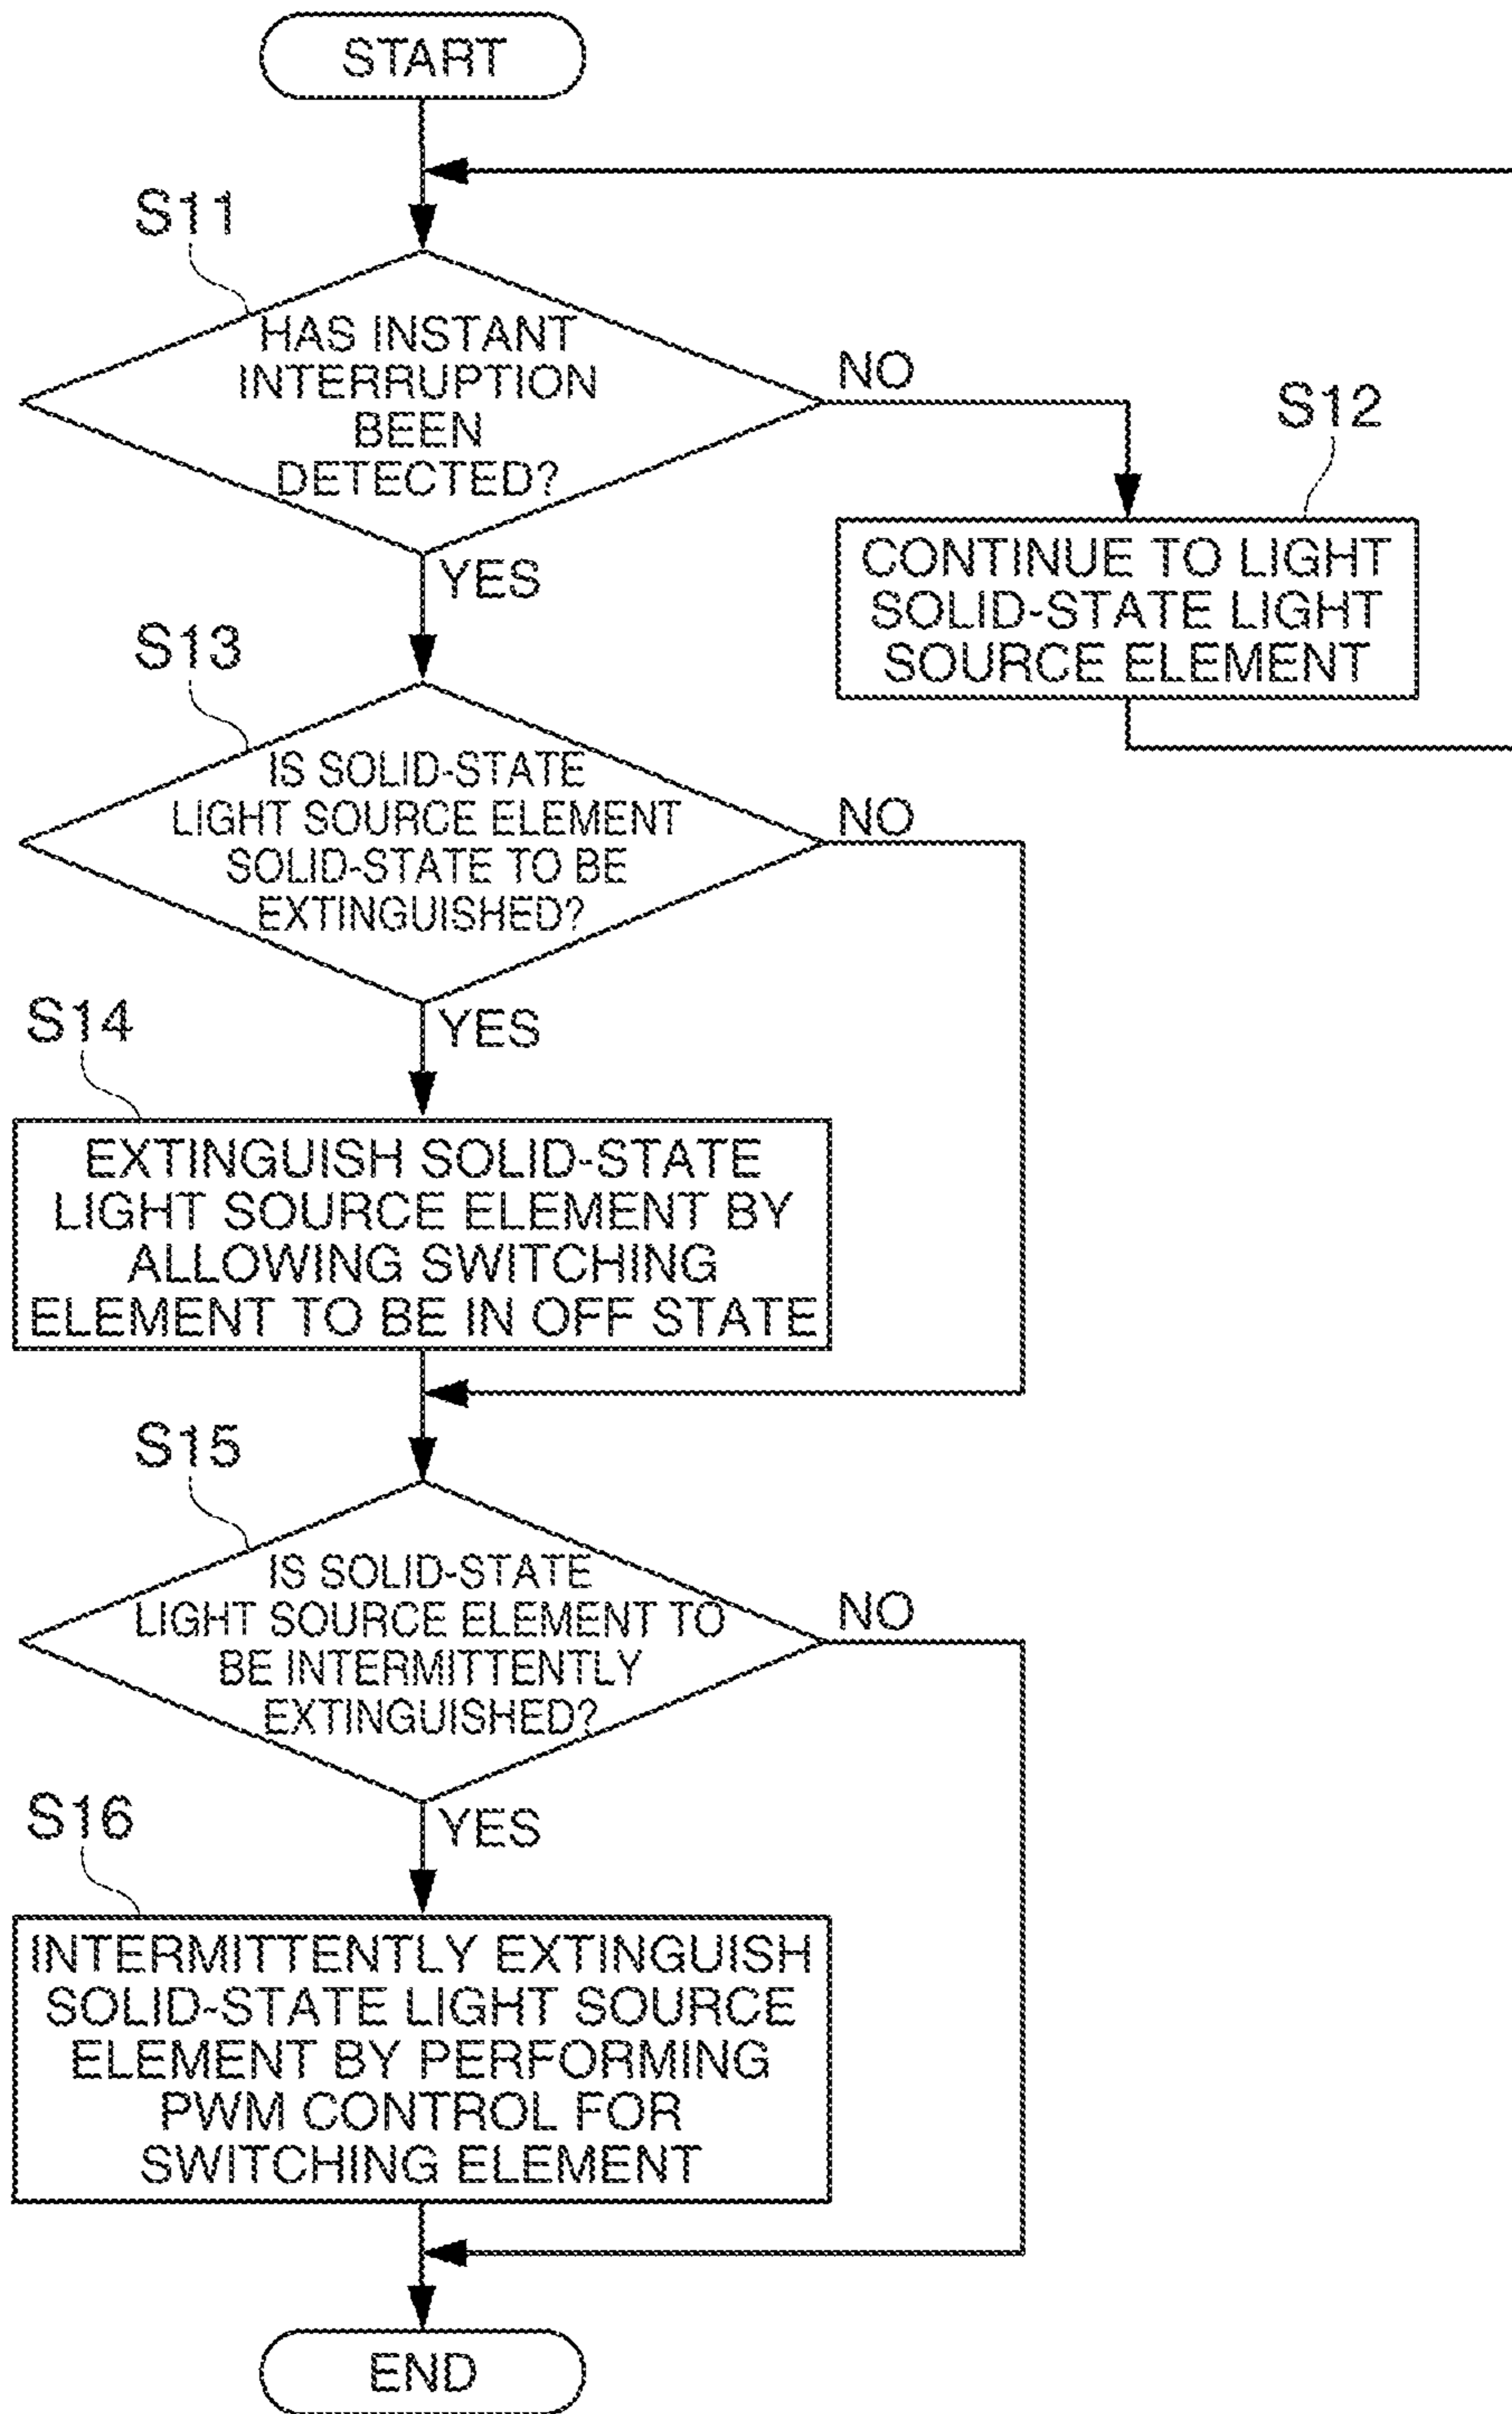 START
S11
HAS INSTANT
INTERRUPTION
BEEN
DETECTED?
NO
S12
CONTINUE TO LIGHT
SOLID-STATE LIGHT
SOURCE ELEMENT
YES
S13
IS SOLID-STATE
LIGHT SOURCE ELEMENT
SOLID-STATE TO BE
EXTINGUISHED?
NO
YES
S14
EXTINGUISH SOLID-STATE
LIGHT SOURCE ELEMENT BY
ALLOWING SWITCHING
ELEMENT TO BE IN OFF STATE
S15
IS SOLID-STATE
LIGHT SOURCE ELEMENT TO
BE INTERMITTENTLY
EXTINGUISHED?
NO
YES
S16
INTERMITTENTLY EXTINGUISH
SOLID-STATE LIGHT SOURCE
ELEMENT BY PERFORMING
PWM CONTROL FOR
SWITCHING ELEMENT
END